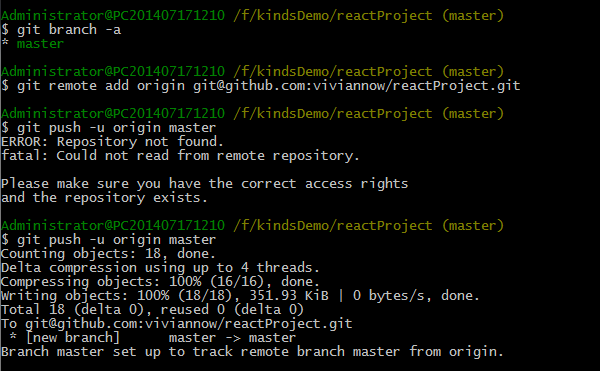 Administrator@PC201407171210 /f/kindsDemo/reactProject (master)
$ git branch -a
* master
Administrator@PC201407171210 /f/kindsDemo/reactProject (master)
$ git remote add origin git@github.com:viviannow/reactProject.git
Administrator@PC201407171210 /f/kindsDemo/reactProject (master)
$ git push -u origin master
ERROR: Repository not found.
fatal: Could not read from remote repository.
Please make sure you have the correct access rights
and the repository exists.
Administrator@PC201407171210 /f/kindsDemo/reactProject (master)
$ git push -u origin master
Counting objects: 18, done.
Delta compression using up to 4 threads.
Compressing objects: 100% (16/16), done.
Writing objects: 100% (18/18), 351.93 KiB | 0 bytes/s, done.
Total 18 (delta 0), reused 0 (delta 0)
To git@github.com:viviannow/reactProject.git
 * [new branch]      master -> master
Branch master set up to track remote branch master from origin.